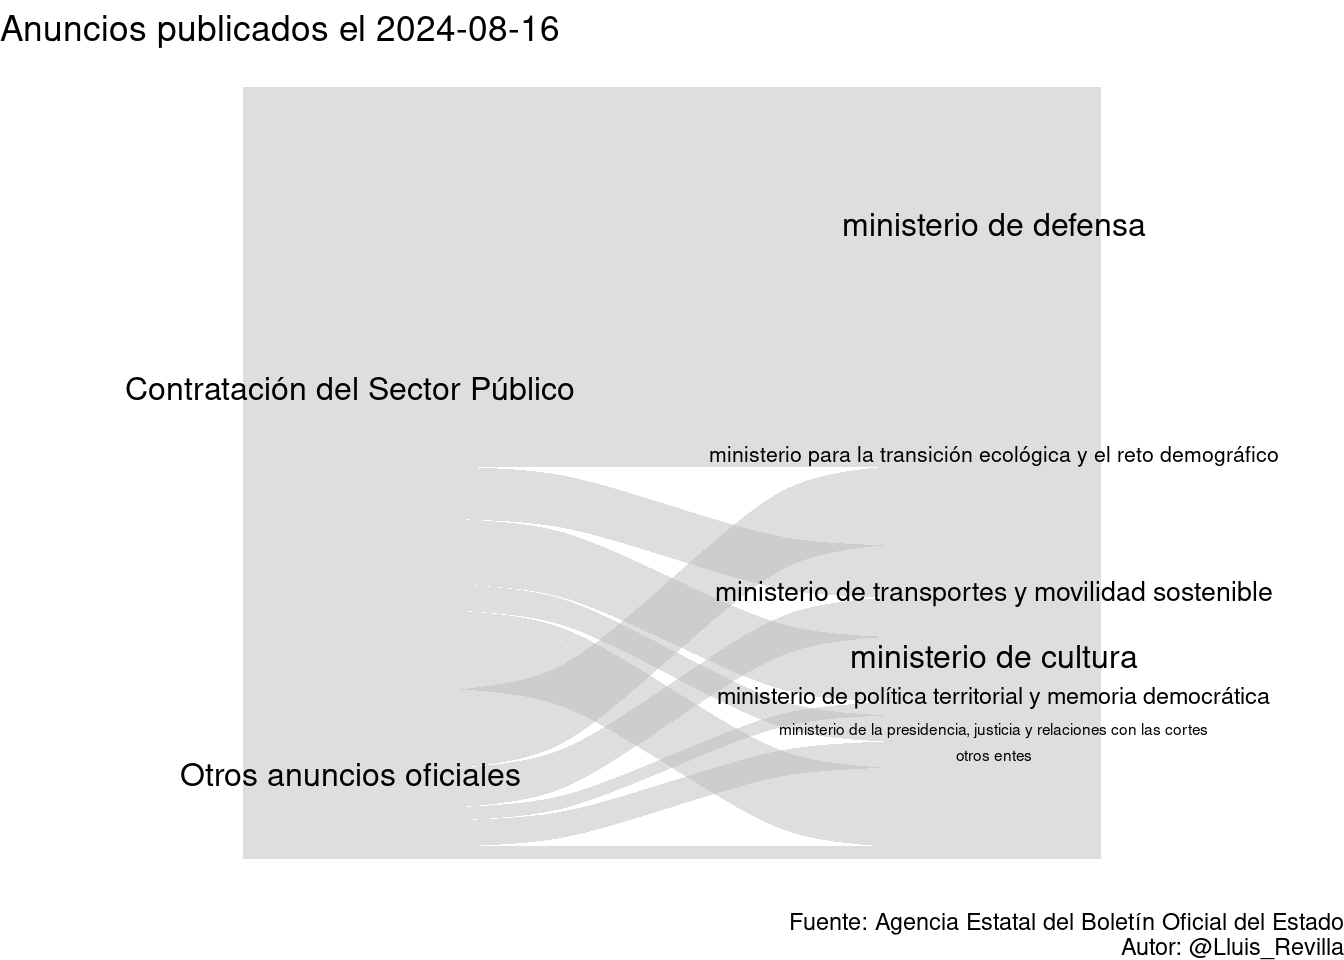 Anuncios publicados el 2024-08-16
ministerio de defensa
Contratación del Sector Público
ministerio para la transición ecológica y el reto demográfico
ministerio de transportes y movilidad sostenible
ministerio de cultura
ministerio de política territorial y memoria democrática
ministerio de la presidencia, justicia y relaciones con las cortes
otros entes
Otros anuncios oficiales
Fuente: Agencia Estatal del Boletín Oficial del Estado
Autor: @Lluis_Revilla